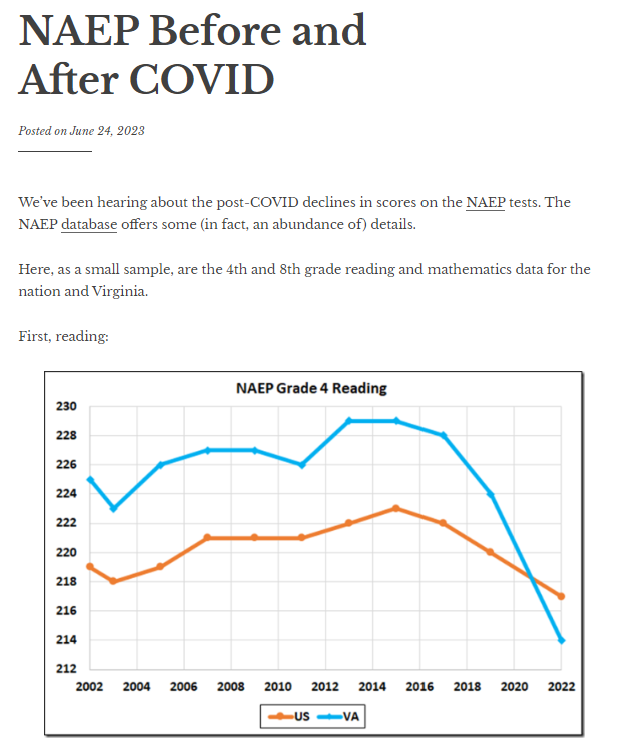 NAEP Before and
After COVID
Posted on June 24, 2023
We’ve been hearing about the post-COVID declines in scores on the NAEP tests. The
NAEP database offers some (in fact, an abundance of) details.
Here, as a small sample, are the 4th and 8th grade reading and mathematics data for the
nation and Virginia.
First, reading:
NAEP Grade 4 Reading
230
228
226
224
222
220
218
216
214
212
2002 2004 2006 2008 2010 2012 2014 2016 2018 2020 2022
US VA